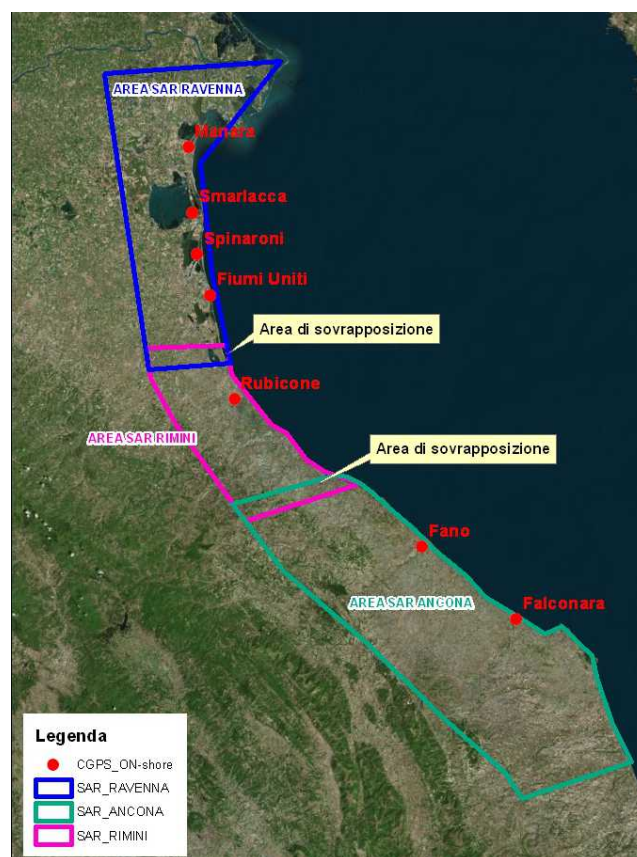 AREA SAR RAVENNA
Manara
Smarlacca
Spinaroni
Fiumi Uniti
Area di sovrapposizione
Rubicone
AREA SAR RIMINI
Area di sovrapposizione
Fano
AREA SAR ANCONA
Falconara
Legenda
CGPS_ON-shore
SAR_RAVENNA
SAR_ANCONA
SAR_RIMINI